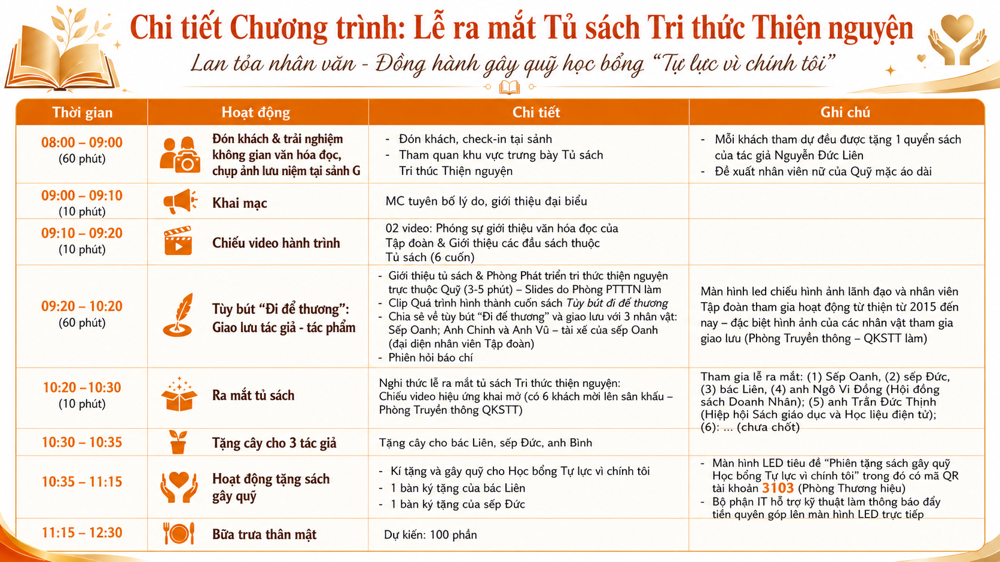 Chi tiết Chương trình: Lễ ra mắt Tủ sách Tri thức Thiện nguyện
Lan tỏa nhân văn - Đồng hành gây quỹ học bổng “Tự lực vì chính tôi”
Thời gian
Hoạt động
Chi tiết
Ghi chú
08:00 – 09:00
(60 phút)
Đón khách & trải nghiệm
không gian văn hóa đọc,
chụp ảnh lưu niệm tại sảnh G
- Đón khách, check-in tại sảnh
- Tham quan khu vực trưng bày Tủ sách
Tri thức Thiện nguyện
- Mỗi khách tham dự đều được tặng 1 quyển sách
của tác giả Nguyễn Đức Liên
- Đề xuất nhân viên nữ của Quỹ mặc áo dài
09:00 – 09:10
(10 phút)
Khai mạc
MC tuyên bố lý do, giới thiệu đại biểu
09:10 – 09:20
(10 phút)
Chiếu video hành trình
02 video: Phóng sự giới thiệu văn hóa đọc của
Tập đoàn & Giới thiệu các đầu sách thuộc
Tủ sách (6 cuốn)
09:20 – 10:20
(60 phút)
Tùy bút “Đi để thương”:
Giao lưu tác giả - tác phẩm
- Giới thiệu tủ sách & Phòng Phát triển tri thức thiện nguyện
trực thuộc Quỹ (3-5 phút) – Slides do Phòng PTTTN làm
- Clip Quá trình hình thành cuốn sách Tùy bút đi để thương
- Chia sẻ về tùy bút “Đi để thương” và giao lưu với 3 nhân vật:
Sếp Oanh; Anh Chinh và Anh Vũ – tài xế của sếp Oanh
(đại diện nhân viên Tập đoàn)
- Phiên hỏi báo chí
Màn hình led chiếu hình ảnh lãnh đạo và nhân viên
Tập đoàn tham gia hoạt động từ thiện từ 2015 đến
nay – đặc biệt hình ảnh của các nhân vật tham gia
giao lưu (Phòng Truyền thông – QKSTT làm)
10:20 – 10:30
(10 phút)
Ra mắt tủ sách
Nghi thức lễ ra mắt tủ sách Tri thức thiện nguyện:
Chiếu video hiệu ứng khai mở (có 6 khách mời lên sân khấu –
Phòng Truyền thông QKSTT)
Tham gia lễ ra mắt: (1) Sếp Oanh, (2) sếp Đức,
(3) bác Liên, (4) anh Ngô Vi Đồng (Hội đồng
sách Doanh Nhân); (5) anh Trần Đức Thịnh
(Hiệp hội Sách giáo dục và Học liệu điện tử);
(6): ... (chưa chốt)
10:30 – 10:35
Tặng cây cho 3 tác giả
Tặng cây cho bác Liên, sếp Đức, anh Bình
10:35 – 11:15
Hoạt động tặng sách
gây quỹ
- Kí tặng và gây quỹ cho Học bổng Tự lực vì chính tôi
- 1 bàn ký tặng của bác Liên
- 1 bàn ký tặng của sếp Đức
- Màn hình LED tiêu đề “Phiên tặng sách gây quỹ
Học bổng Tự lực vì chính tôi” trong đó có mã QR
tài khoản 3103 (Phòng Thương hiệu)
- Bộ phận IT hỗ trợ kỹ thuật làm thông báo đẩy
tiền quyên góp lên màn hình LED trực tiếp
11:15 – 12:30
Bữa trưa thân mật
Dự kiến: 100 phần